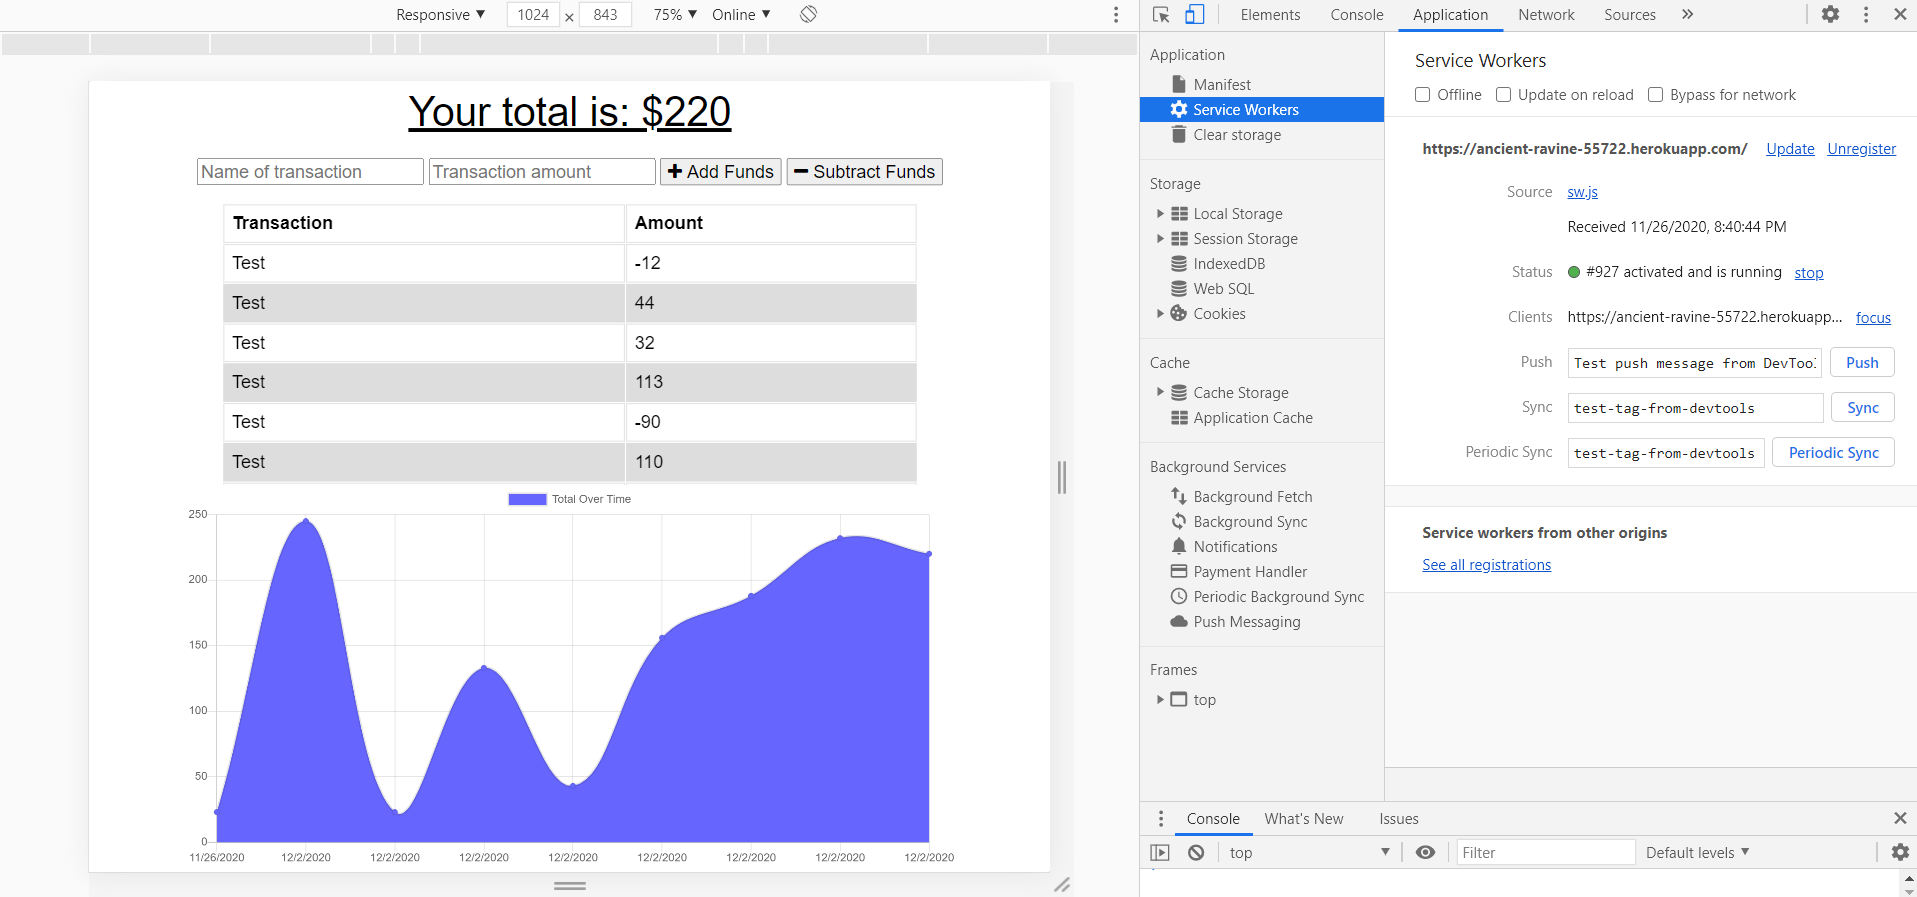 Responsive ▼ 1024 × 843 75% ▼ Online ▼
Your total is: $220
Name of transaction Transaction amount Add Funds Subtract Funds
Transaction Amount
Test -12
Test 44
Test 32
Test 113
Test -90
Test 110
Total Over Time
250
200
150
100
50
0
11/26/2020 12/2/2020 12/2/2020 12/2/2020 12/2/2020 12/2/2020 12/2/2020 12/2/2020 12/2/2020
Elements Console Application Network Sources »
Application
Manifest
Service Workers
Clear storage
Storage
Local Storage
Session Storage
IndexedDB
Web SQL
Cookies
Cache
Cache Storage
Application Cache
Background Services
Background Fetch
Background Sync
Notifications
Payment Handler
Periodic Background Sync
Push Messaging
Frames
top
Service Workers
Offline Update on reload Bypass for network
https://ancient-ravine-55722.herokuapp.com/ Update Unregister
Source sw.js
Received 11/26/2020, 8:40:44 PM
Status #927 activated and is running stop
Clients https://ancient-ravine-55722.herokuapp... focus
Push Test push message from DevTool Push
Sync test-tag-from-devtools Sync
Periodic Sync test-tag-from-devtools Periodic Sync
Service workers from other origins
See all registrations
Console What's New Issues
top ▼ Filter Default levels ▼